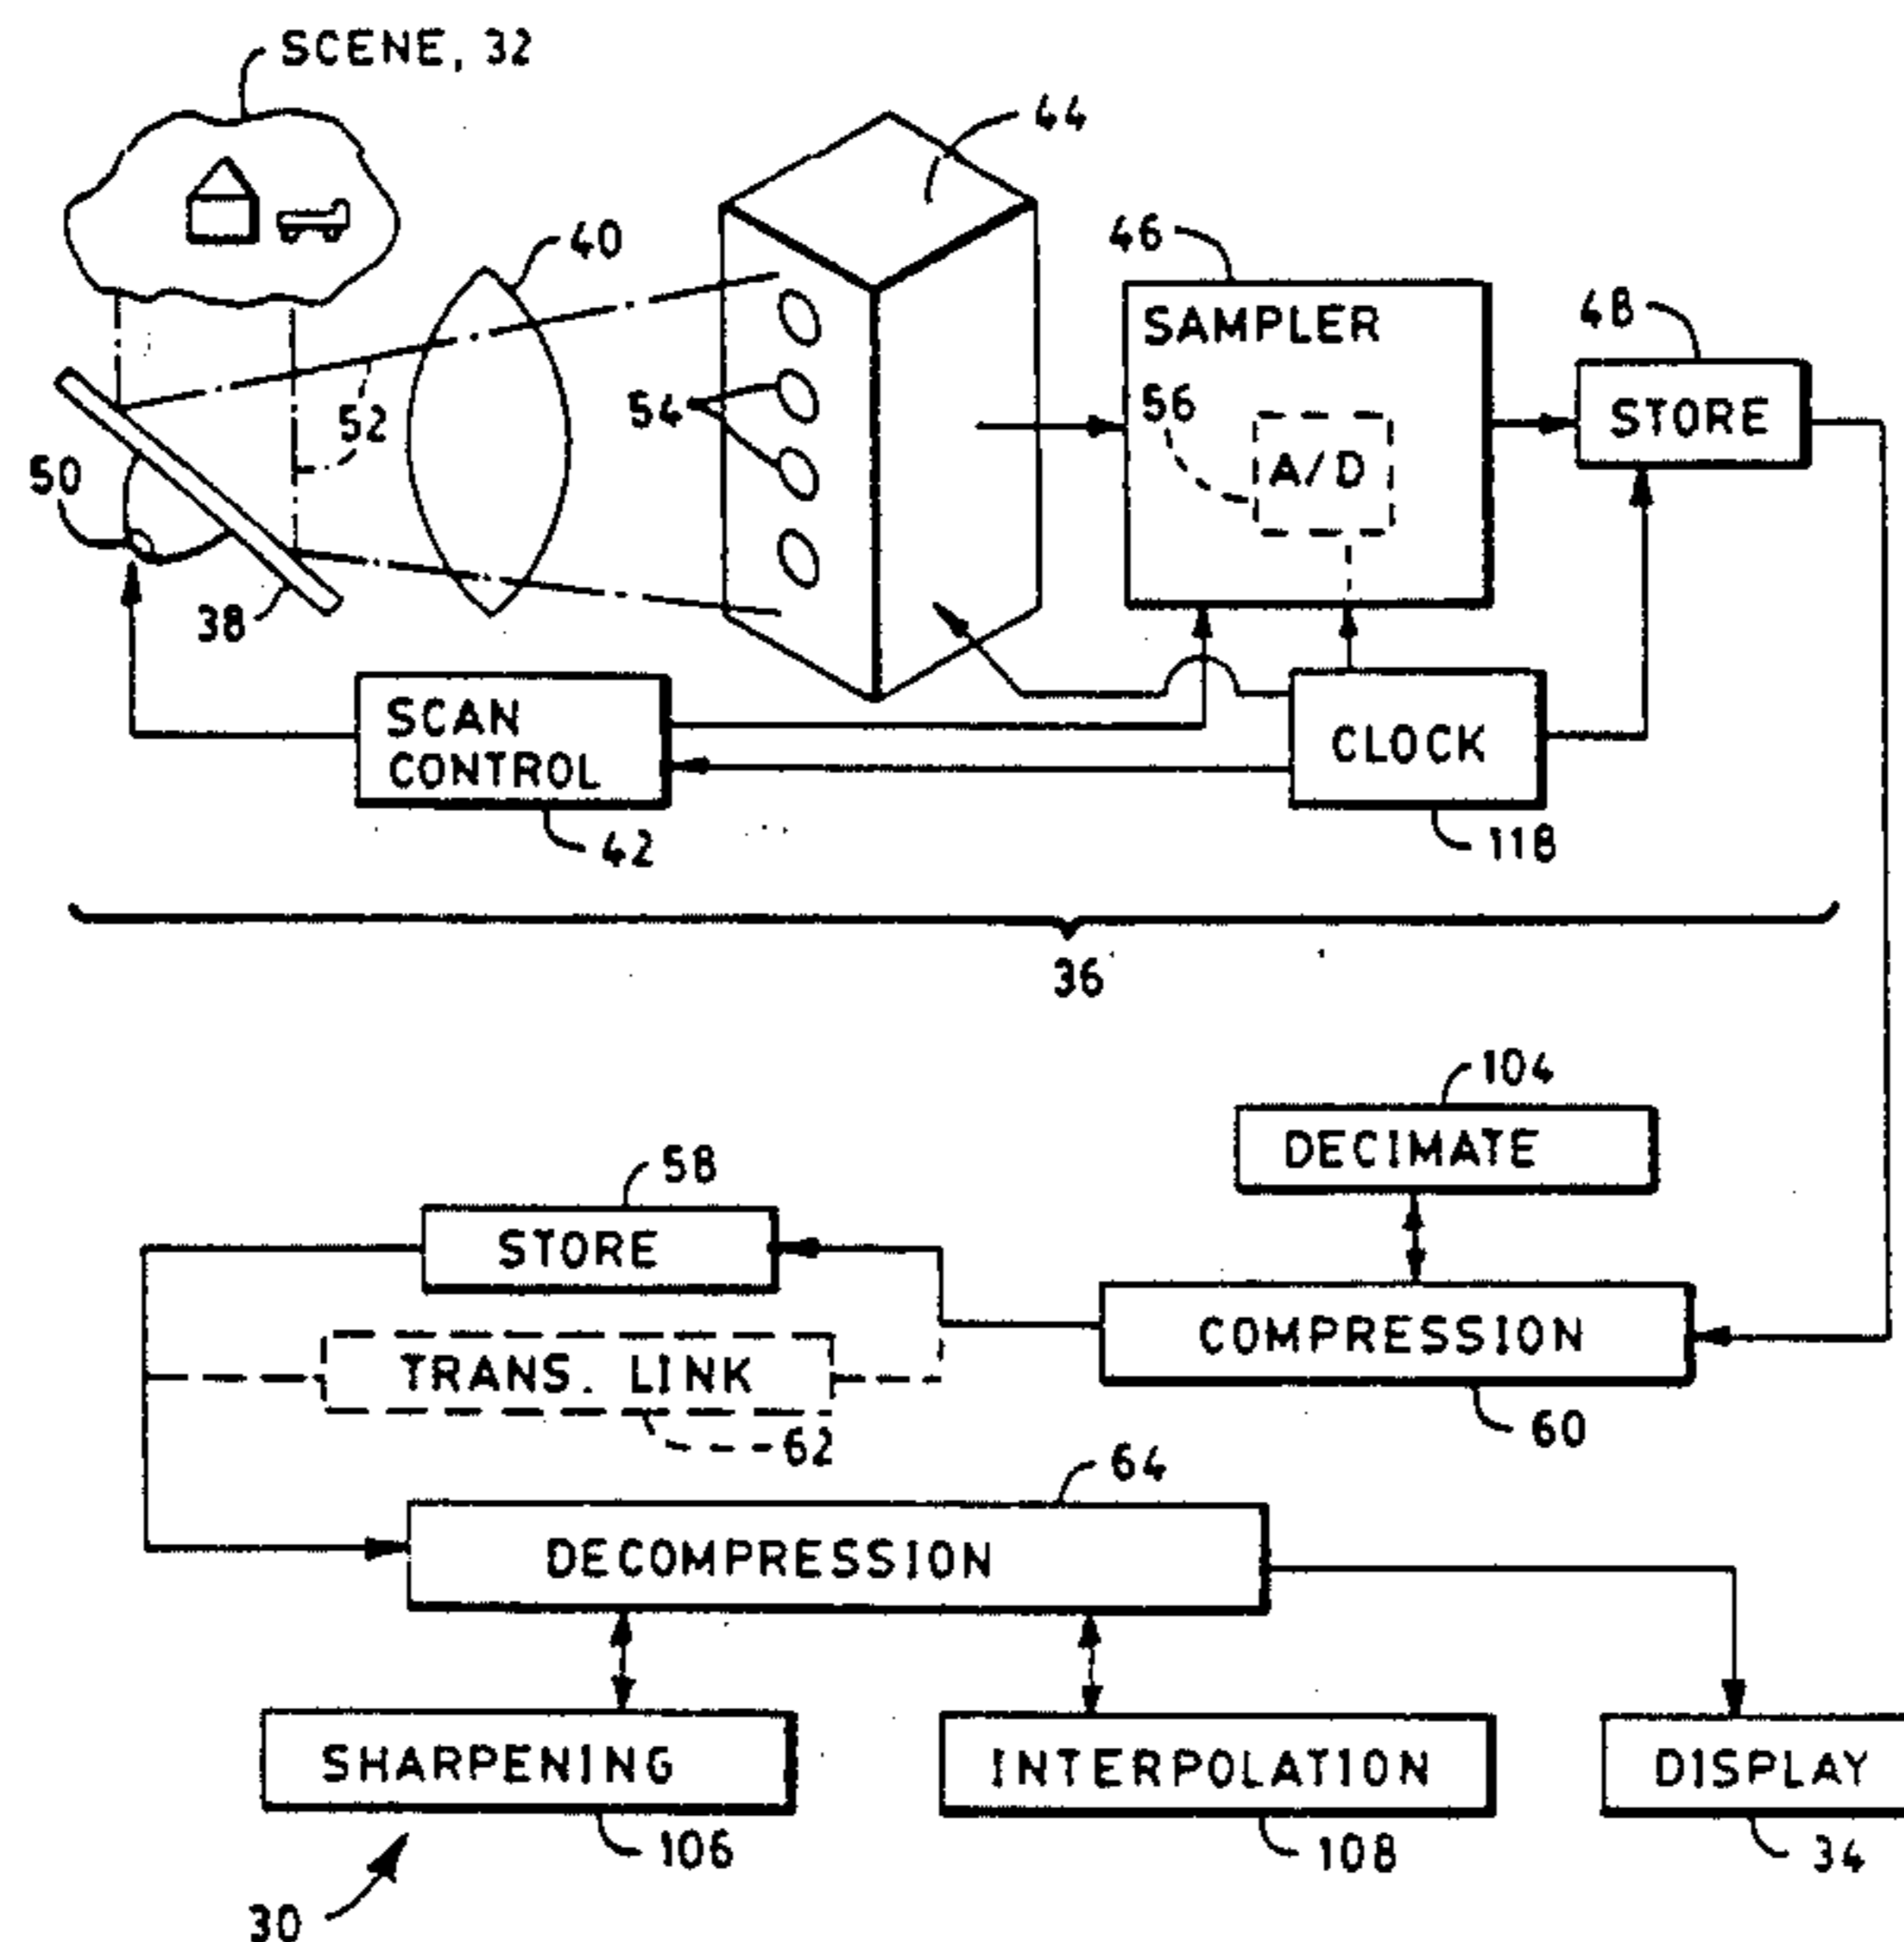 SCENE, 32
44
40
46
SAMPLER
48
STORE
52
54
56
A/D
50
38
SCAN
CONTROL
CLOCK
42
118
36
104
DECIMATE
58
STORE
COMPRESSION
TRANS. LINK
62
60
64
DECOMPRESSION
SHARPENING
INTERPOLATION
DISPLAY
106
108
34
30